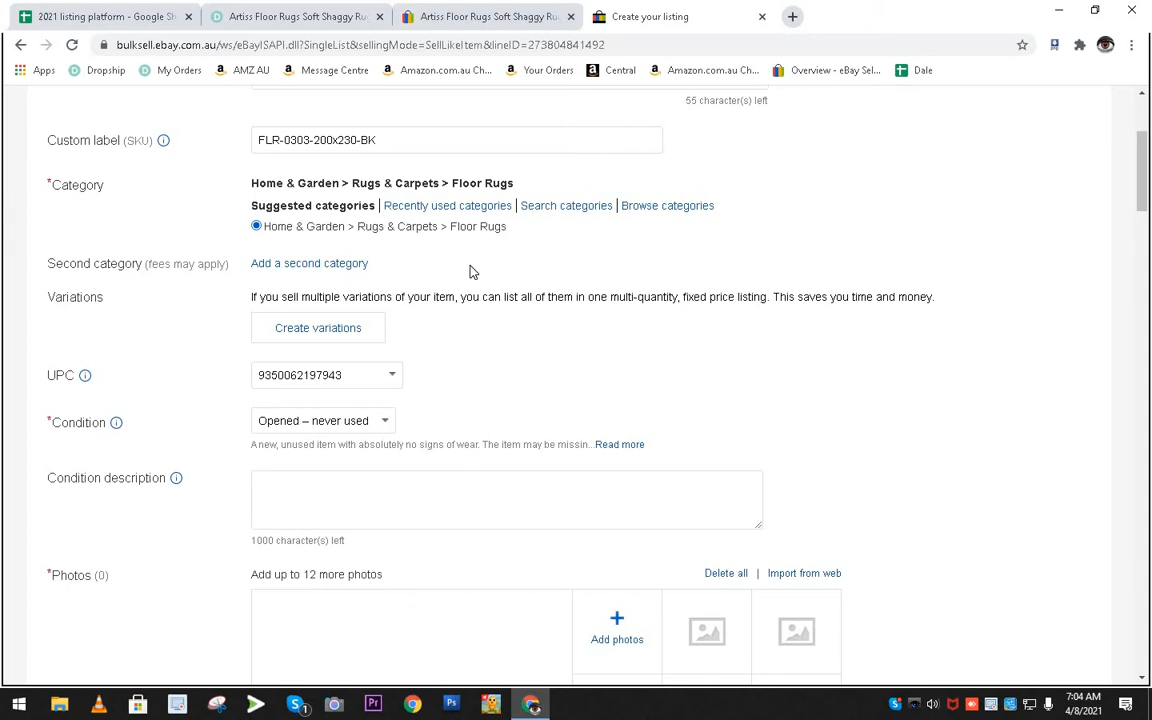 2021 listing platform - Google Sh
Artiss Floor Rugs Soft Shaggy Ru
Artiss Floor Rugs Soft Shaggy Ru
Create your listing
bulksell.ebay.com.au/ws/eBayISAPI.dll?SingleList&sellingMode=SellLikeItem&lineID=273804841492
Apps
Dropship
My Orders
AMZ AU
Message Centre
Amazon.com.au Ch...
Your Orders
Central
Amazon.com.au Ch...
Overview - eBay Sel...
Dale
55 character(s) left
Custom label (SKU)
FLR-0303-200x230-BK
*Category
Home & Garden > Rugs & Carpets > Floor Rugs
Suggested categories | Recently used categories | Search categories | Browse categories
Home & Garden > Rugs & Carpets > Floor Rugs
Second category (fees may apply)
Add a second category
Variations
If you sell multiple variations of your item, you can list all of them in one multi-quantity, fixed price listing. This saves you time and money.
Create variations
UPC
9350062197943
*Condition
Opened – never used
A new, unused item with absolutely no signs of wear. The item may be missin...Read more
Condition description
1000 character(s) left
*Photos (0)
Add up to 12 more photos
Delete all | Import from web
Add photos
7:04 AM
4/8/2021